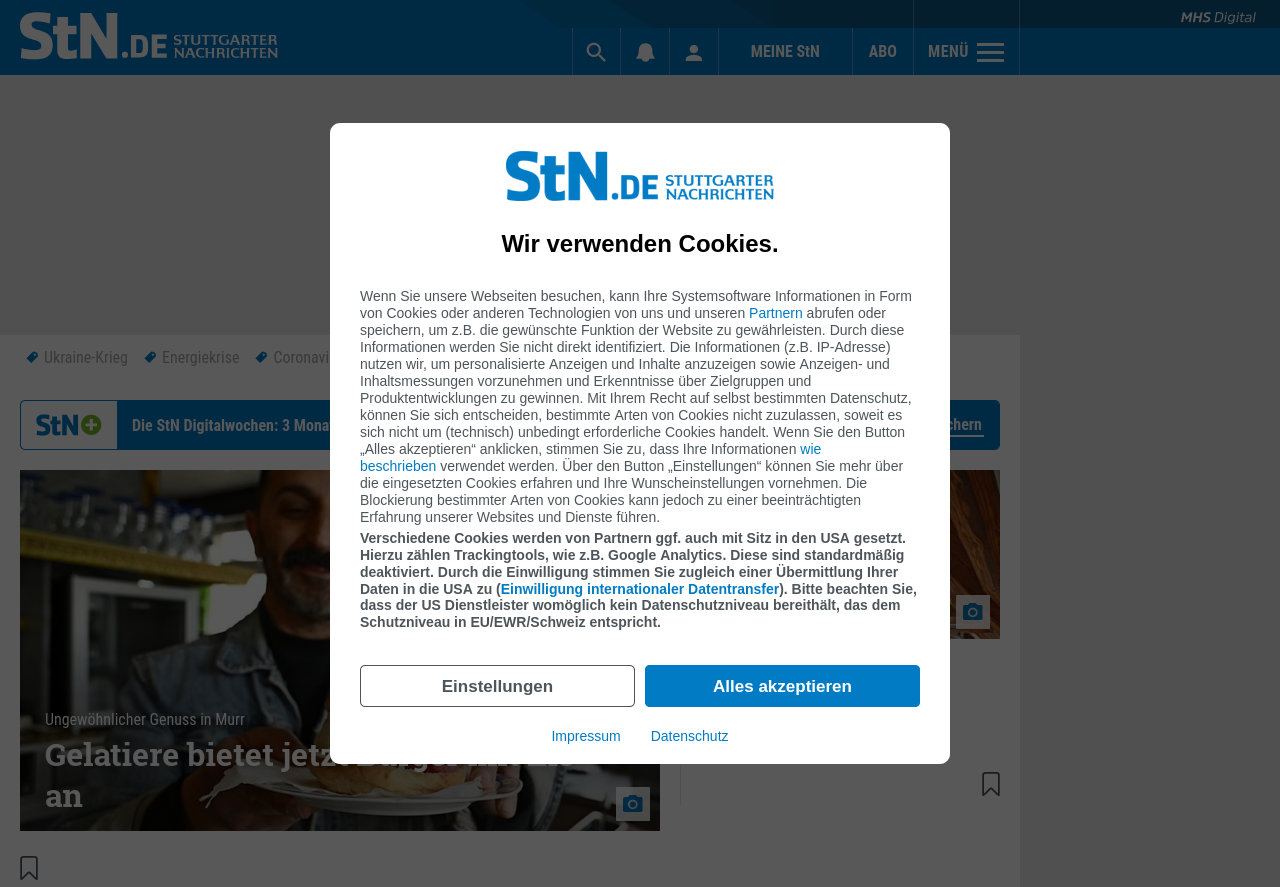 StN.DE STUTTGARTER NACHRICHTEN
MHS Digital
MEINE StN
ABO
MENÜ
StN.DE STUTTGARTER NACHRICHTEN
Wir verwenden Cookies.
Wenn Sie unsere Webseiten besuchen, kann Ihre Systemsoftware Informationen in Form
von Cookies oder anderen Technologien von uns und unseren Partnern abrufen oder
speichern, um z.B. die gewünschte Funktion der Website zu gewährleisten. Durch diese
Informationen werden Sie nicht direkt identifiziert. Die Informationen (z.B. IP-Adresse)
nutzen wir, um personalisierte Anzeigen und Inhalte anzuzeigen sowie Anzeigen- und
Inhaltsmessungen vorzunehmen und Erkenntnisse über Zielgruppen und
Produktentwicklungen zu gewinnen. Mit Ihrem Recht auf selbst bestimmten Datenschutz,
können Sie sich entscheiden, bestimmte Arten von Cookies nicht zuzulassen, soweit es
sich nicht um (technisch) unbedingt erforderliche Cookies handelt. Wenn Sie den Button
„Alles akzeptieren“ anklicken, stimmen Sie zu, dass Ihre Informationen wie
beschrieben verwendet werden. Über den Button „Einstellungen“ können Sie mehr über
die eingesetzten Cookies erfahren und Ihre Wunscheinstellungen vornehmen. Die
Blockierung bestimmter Arten von Cookies kann jedoch zu einer beeinträchtigten
Erfahrung unserer Websites und Dienste führen.
Verschiedene Cookies werden von Partnern ggf. auch mit Sitz in den USA gesetzt.
Hierzu zählen Trackingtools, wie z.B. Google Analytics. Diese sind standardmäßig
deaktiviert. Durch die Einwilligung stimmen Sie zugleich einer Übermittlung Ihrer
Daten in die USA zu (Einwilligung internationaler Datentransfer). Bitte beachten Sie,
dass der US Dienstleister womöglich kein Datenschutzniveau bereithält, das dem
Schutzniveau in EU/EWR/Schweiz entspricht.
Einstellungen
Alles akzeptieren
Impressum
Datenschutz
Ukraine-Krieg
Energiekrise
Coronavi
StN+
Die StN Digitalwochen: 3 Mona
chern
Ungewöhnlicher Genuss in Murr
Gelatiere bietet jetzt
an